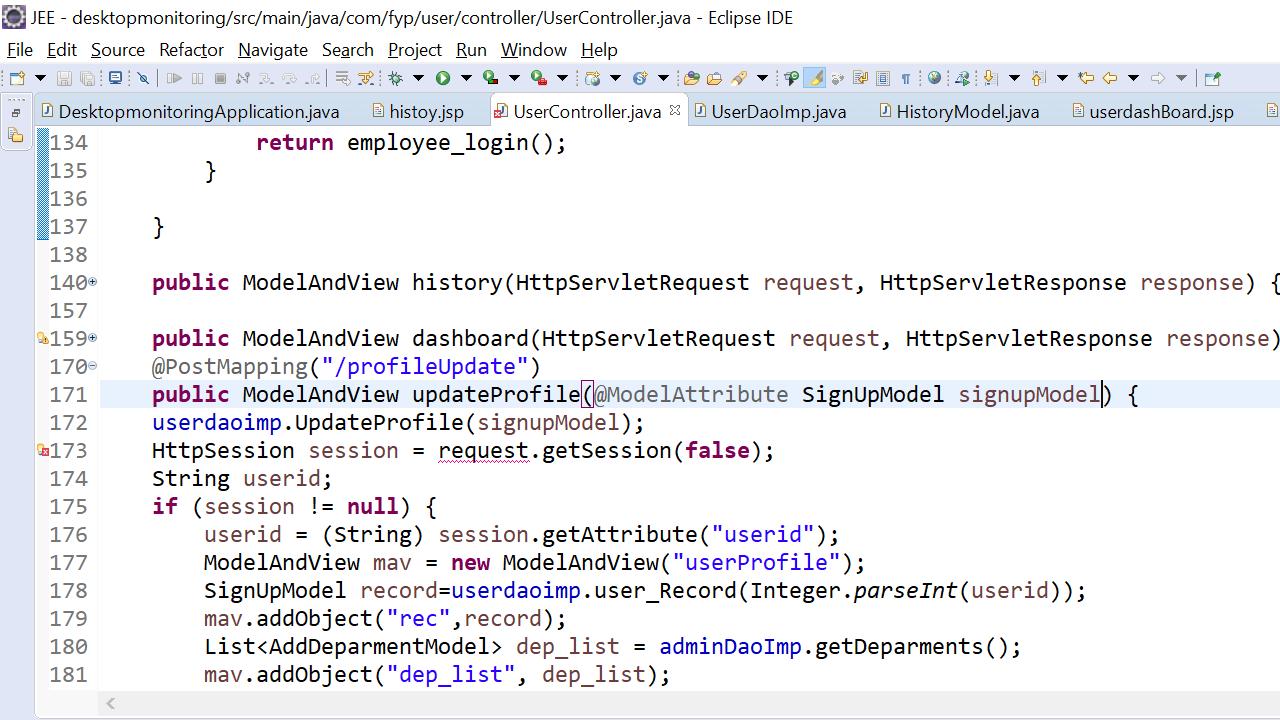 JEE - desktopmonitoring/src/main/java/com/fyp/user/controller/UserController.java - Eclipse IDE
File Edit Source Refactor Navigate Search Project Run Window Help
DesktopmonitoringApplication.java histoy.jsp UserController.java UserDaoImp.java HistoryModel.java userdashBoard.jsp
134 return employee_login();
135 }
136
137 }
138
140 public ModelAndView history(HttpServletRequest request, HttpServletResponse response) {
157
159 public ModelAndView dashboard(HttpServletRequest request, HttpServletResponse response)
170 @PostMapping("/profileUpdate")
171 public ModelAndView updateProfile(@ModelAttribute SignUpModel signupModel) {
172 userdaoimp.UpdateProfile(signupModel);
173 HttpSession session = request.getSession(false);
174 String userid;
175 if (session != null) {
176 userid = (String) session.getAttribute("userid");
177 ModelAndView mav = new ModelAndView("userProfile");
178 SignUpModel record=userdaoimp.user_Record(Integer.parseInt(userid));
179 mav.addObject("rec",record);
180 List<AddDeparmentModel> dep_list = adminDaoImp.getDeparments();
181 mav.addObject("dep_list", dep_list);